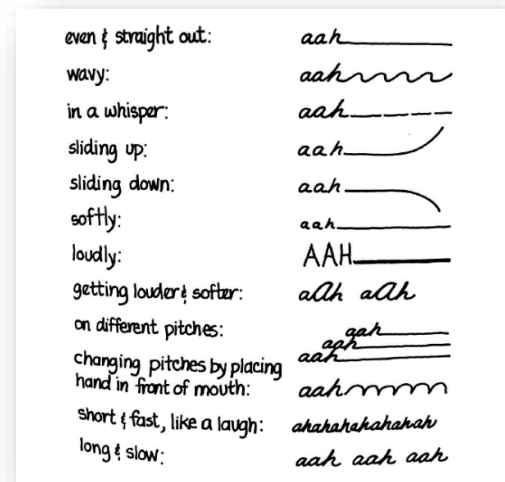 even & straight out: aah
wavy: aah
in a whisper: aah
sliding up: aah
sliding down: aah
softly: aah
loudly: AAH
getting louder & softer: aAh aAh
on different pitches: aah
aah
aah
changing pitches by placing
hand in front of mouth: aah
short & fast, like a laugh: ahahahahahahah
long & slow: aah aah aah